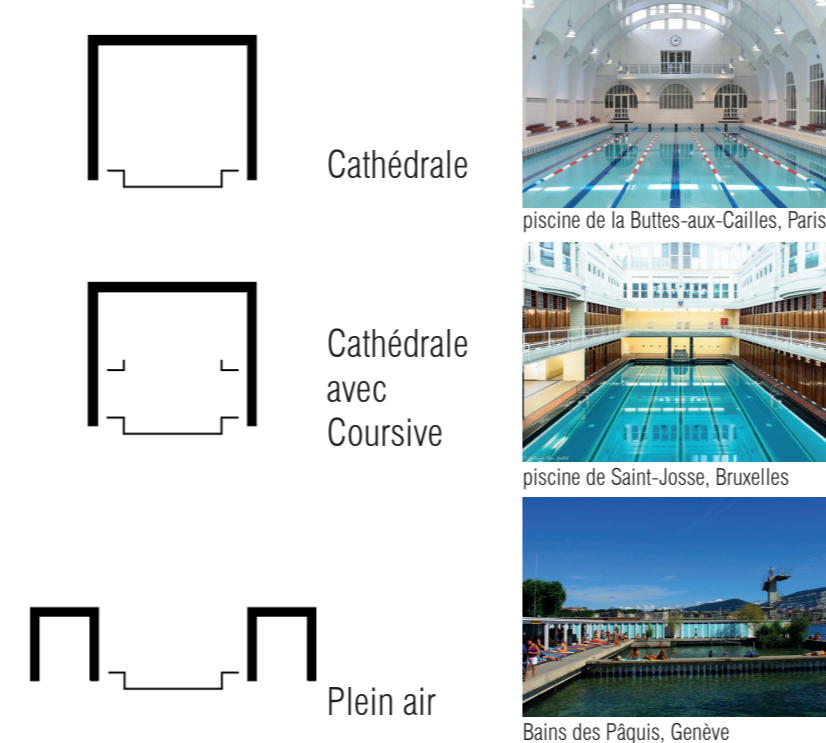 Cathédrale
piscine de la Buttes-aux-Cailles, Paris
Cathédrale
avec
Coursive
piscine de Saint-Josse, Bruxelles
Plein air
Bains des Pâquis, Genève